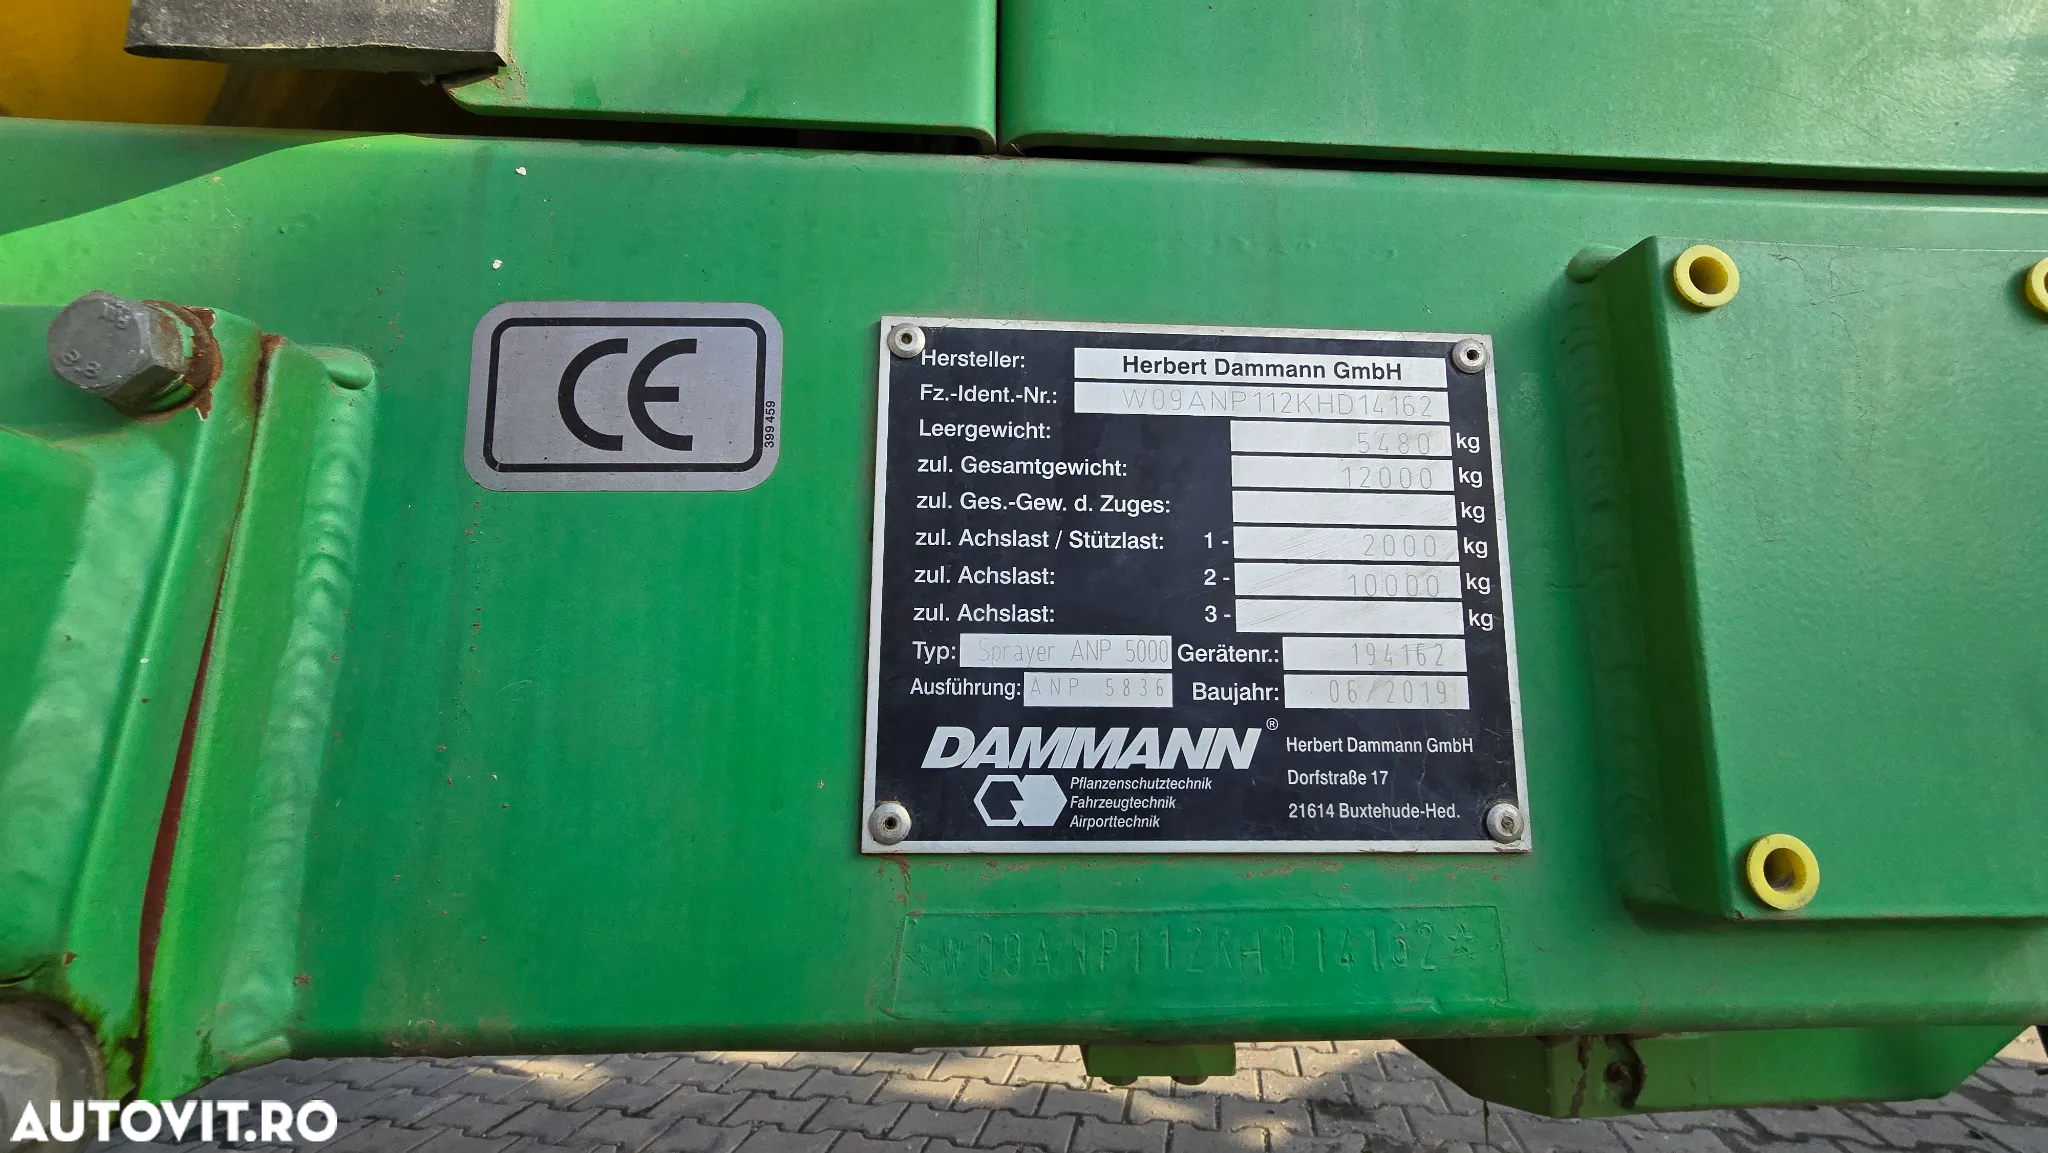 8.8
CE
399 459
Hersteller: Herbert Dammann GmbH
Fz.-Ident.-Nr.: W09ANP112KHD14162
Leergewicht: 5480 kg
zul. Gesamtgewicht: 12000 kg
zul. Ges.-Gew. d. Zuges: kg
zul. Achslast / Stützlast: 1 - 2000 kg
zul. Achslast: 2 - 10000 kg
zul. Achslast: 3 - kg
Typ: Sprayer ANP 5000 Gerätenr.: 194162
Ausführung: ANP 5836 Baujahr: 06/2019
DAMMANN®
Pflanzenschutztechnik
Fahrzeugtechnik
Airporttechnik
Herbert Dammann GmbH
Dorfstraße 17
21614 Buxtehude-Hed.
☆W09ANP112KHD14162☆
AUTOVIT.RO